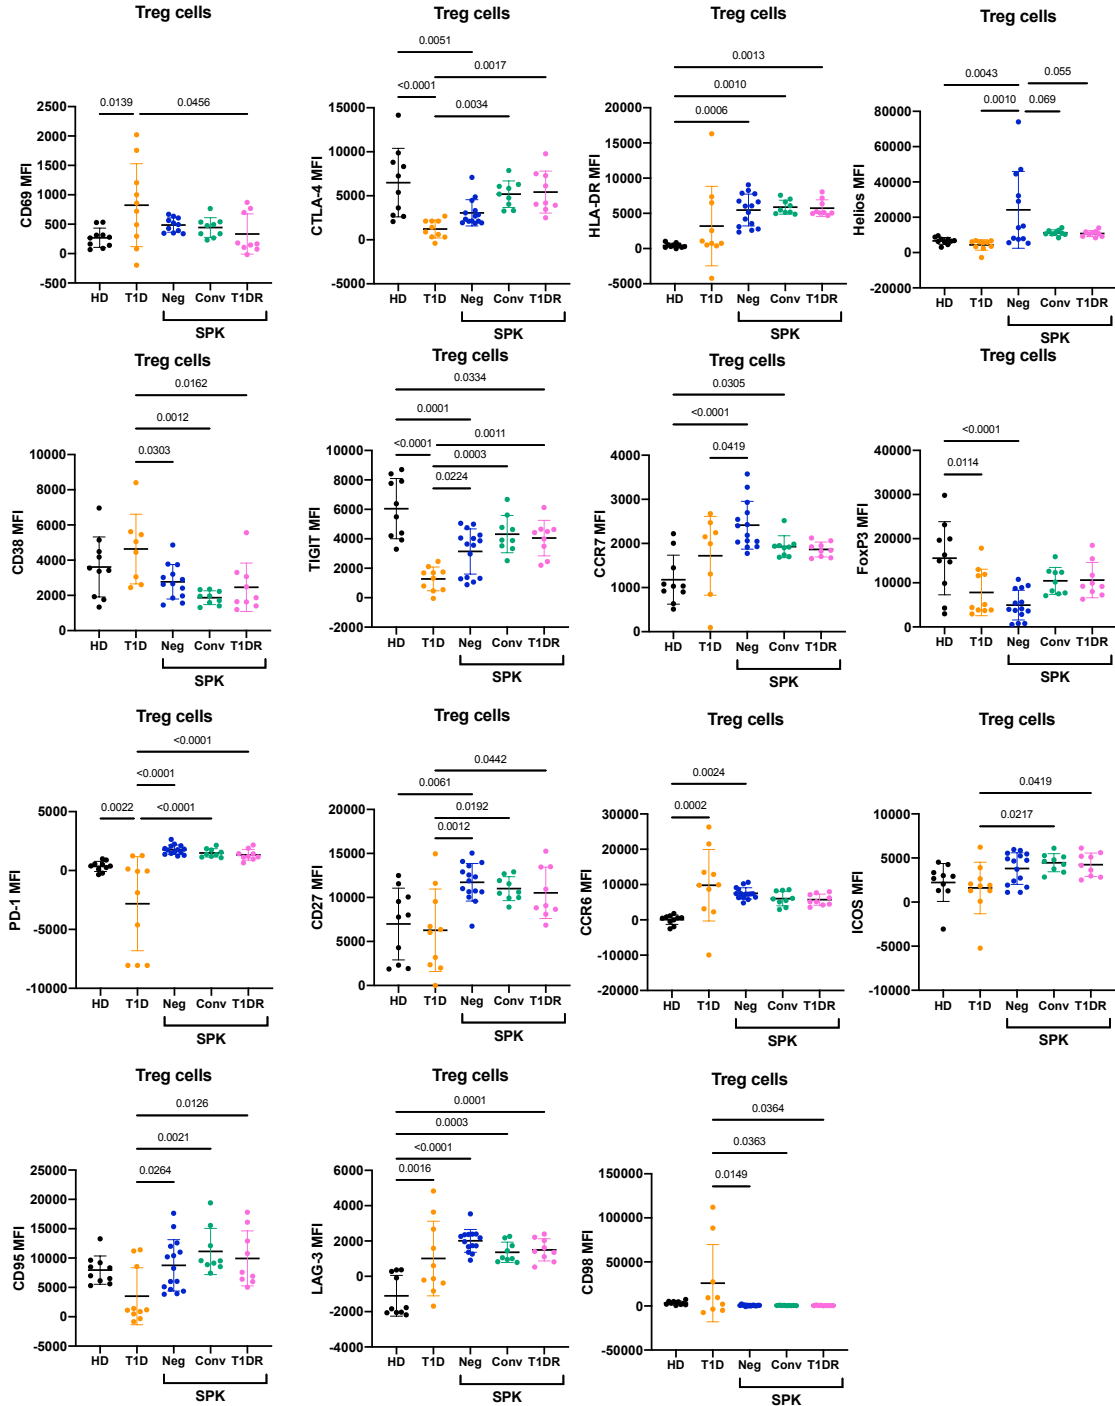 Treg cells
0.0139
0.0456
CD69 MFI
2500
2000
1500
1000
500
0
500
HD T1D Neg Conv T1DR
SPK
Treg cells
0.0051
0.0017
<0.0001
0.0034
CTLA-4 MFI
15000
10000
5000
0
-5000
HD T1D Neg Conv T1DR
SPK
Treg cells
0.0013
0.0010
0.0006
HLA-DR MFI
20000
15000
10000
5000
0
-5000
HD T1D Neg Conv T1DR
SPK
Treg cells
0.0043
0.055
0.0010
0.069
Helios MFI
80000
60000
40000
20000
0
-20000
HD T1D Neg Conv T1DR
SPK
Treg cells
0.0162
0.0012
0.0303
CD38 MFI
10000
8000
6000
4000
2000
0
HD T1D Neg Conv T1DR
SPK
Treg cells
0.0334
0.0001
<0.0001
0.0011
0.0003
0.0224
TIGIT MFI
10000
8000
6000
4000
2000
0
-2000
HD T1D Neg Conv T1DR
SPK
Treg cells
0.0305
<0.0001
0.0419
CCR7 MFI
4000
3000
2000
1000
0
HD T1D Neg Conv T1DR
SPK
Treg cells
<0.0001
0.0114
FoxP3 MFI
40000
30000
20000
10000
0
HD T1D Neg Conv T1DR
SPK
Treg cells
<0.0001
<0.0001
0.0022
<0.0001
PD-1 MFI
5000
0
-5000
-10000
HD T1D Neg Conv T1DR
SPK
Treg cells
0.0442
0.0061
0.0192
0.0012
CD27 MFI
20000
15000
10000
5000
0
HD T1D Neg Conv T1DR
SPK
Treg cells
0.0024
0.0002
CCR6 MFI
30000
20000
10000
0
-10000
-20000
HD T1D Neg Conv T1DR
SPK
Treg cells
0.0419
0.0217
ICOS MFI
10000
5000
0
-5000
-10000
HD T1D Neg Conv T1DR
SPK
Treg cells
0.0126
0.0021
0.0264
CD95 MFI
25000
20000
15000
10000
5000
0
-5000
HD T1D Neg Conv T1DR
SPK
Treg cells
0.0001
0.0003
<0.0001
0.0016
LAG-3 MFI
6000
4000
2000
0
-2000
-4000
HD T1D Neg Conv T1DR
SPK
Treg cells
0.0364
0.0363
0.0149
CD98 MFI
150000
100000
50000
0
-50000
HD T1D Neg Conv T1DR
SPK